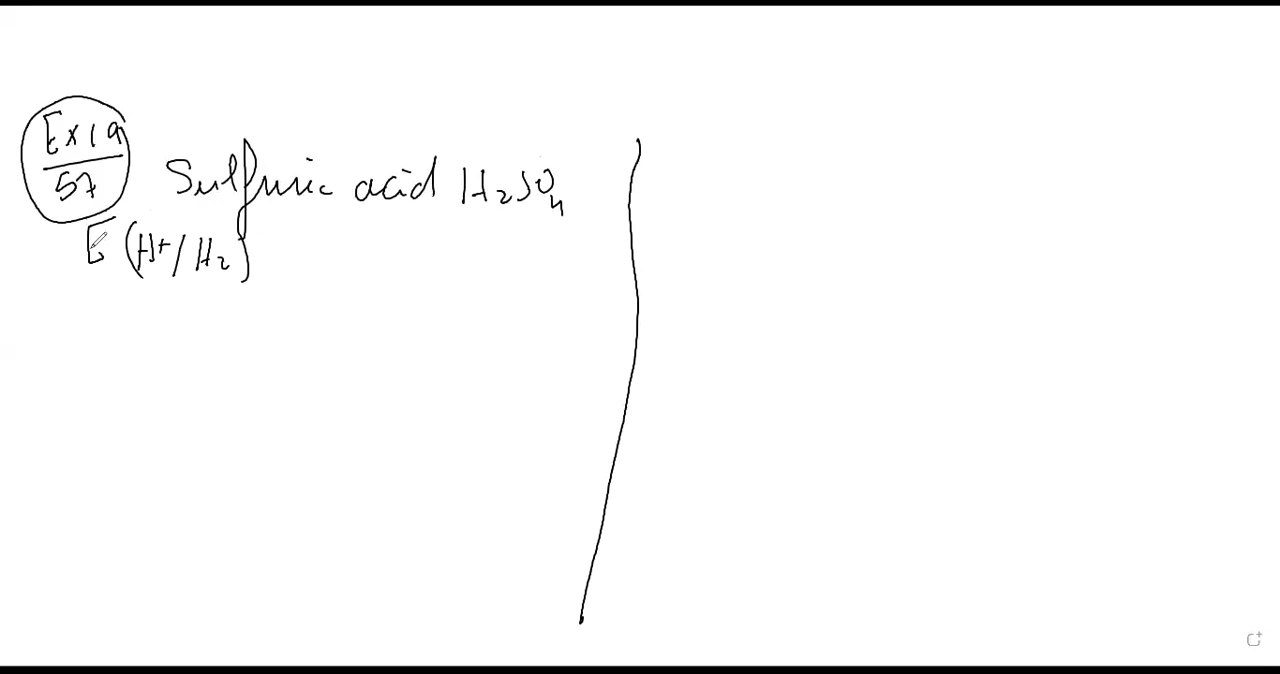 Ex 19
57
Sulfuric acid H₂SO₄
E (H+/H₂)